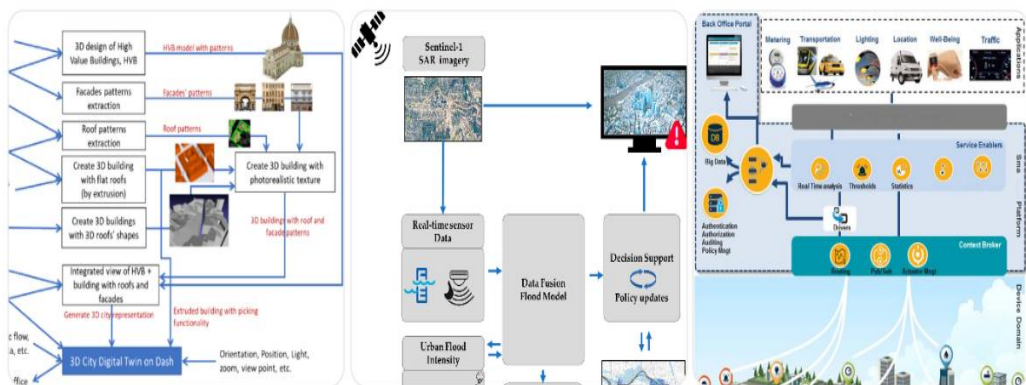 3D design of High
Value Buildings, HVB
HVB model with patterns
Facades patterns
extraction
Facades' patterns
Roof patterns
extraction
Roof patterns
Create 3D building
with flat roofs
(by extrusion)
Create 3D building with
photorealistic texture
Create 3D buildings
with 3D roofs' shapes
3D buildings with roof and
facade patterns
Integrated view of HVB +
building with roofs and
facades
Generate 3D city representation
Extruded building with picking
functionality
c flow,
a, etc.
3D City Digital Twin on Dash
Orientation, Position, Light,
zoom, view point, etc.
office
Sentinel-1
SAR imagery
Real-time sensor
Data
Data Fusion
Flood Model
Decision Support
Policy updates
Urban Flood
Intensity
Back Office Portal
Metering
Transportation
Lighting
Location
Well-Being
Traffic
Applications
DB
Big Data
Service Enablers
Real Time analysis
Thresholds
Statistics
Sma
Platform
Authentication
Authorization
Auditing
Policy Mngt
Drivers
Context Broker
Pub/Sub
Device Domain